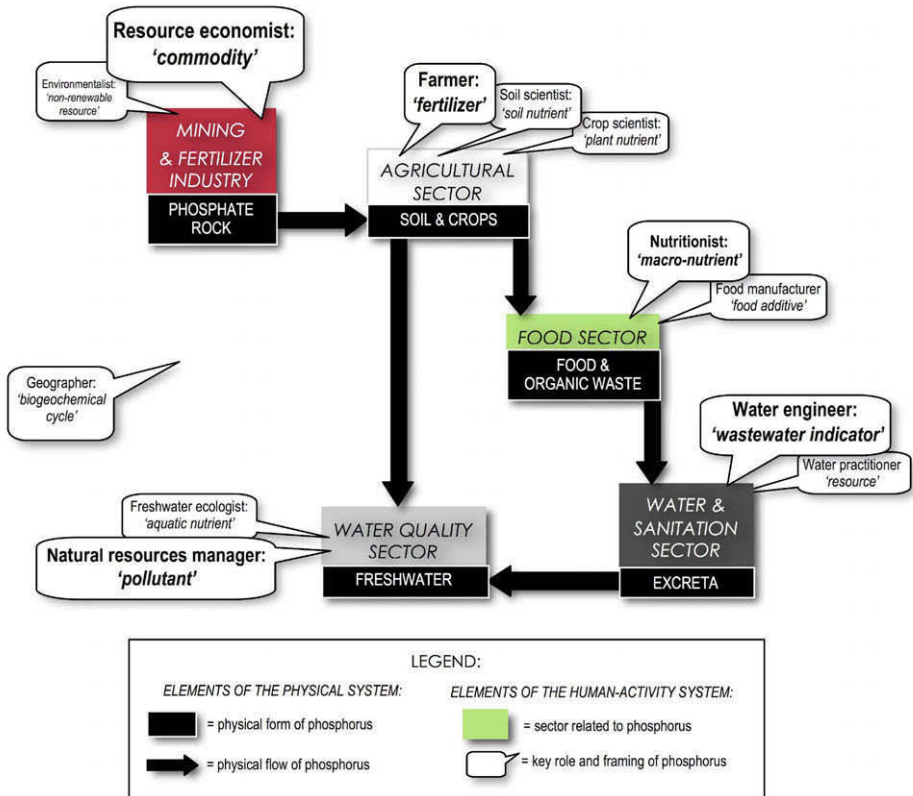 Resource economist:
‘commodity’
Environmentalist:
‘non-renewable
resource’
MINING
& FERTILIZER
INDUSTRY
PHOSPHATE
ROCK
Farmer:
‘fertilizer’
Soil scientist:
‘soil nutrient’
Crop scientist:
‘plant nutrient’
AGRICULTURAL
SECTOR
SOIL & CROPS
Nutritionist:
‘macro-nutrient’
Food manufacturer
‘food additive’
FOOD SECTOR
FOOD &
ORGANIC WASTE
Geographer:
‘biogeochemical
cycle’
Water engineer:
‘wastewater indicator’
Water practitioner
‘resource’
WATER &
SANITATION
SECTOR
EXCRETA
Freshwater ecologist:
‘aquatic nutrient’
Natural resources manager:
‘pollutant’
WATER QUALITY
SECTOR
FRESHWATER
LEGEND:
ELEMENTS OF THE PHYSICAL SYSTEM:
= physical form of phosphorus
= physical flow of phosphorus
ELEMENTS OF THE HUMAN-ACTIVITY SYSTEM:
= sector related to phosphorus
= key role and framing of phosphorus